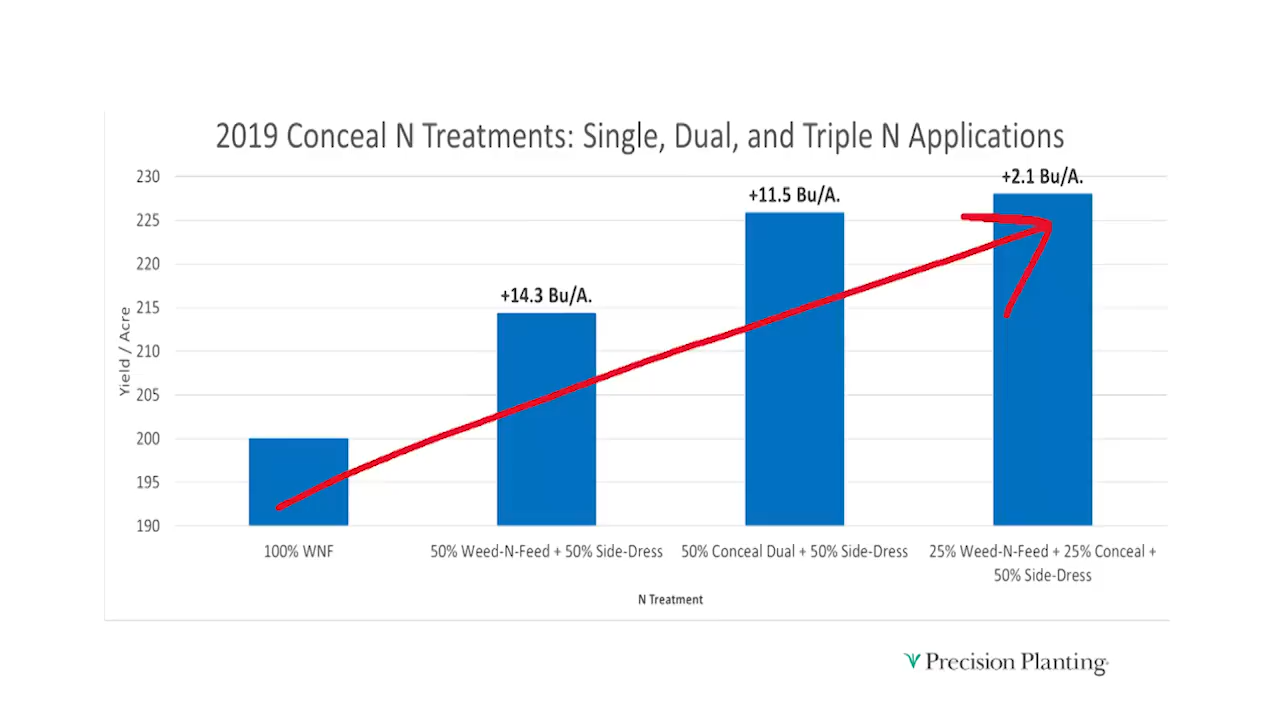 2019 Conceal N Treatments: Single, Dual, and Triple N Applications
230
225
220
215
210
205
200
195
190
Yield / Acre
+14.3 Bu/A.
+11.5 Bu/A.
+2.1 Bu/A.
100% WNF
50% Weed-N-Feed + 50% Side-Dress
50% Conceal Dual + 50% Side-Dress
25% Weed-N-Feed + 25% Conceal +
50% Side-Dress
N Treatment
Precision Planting